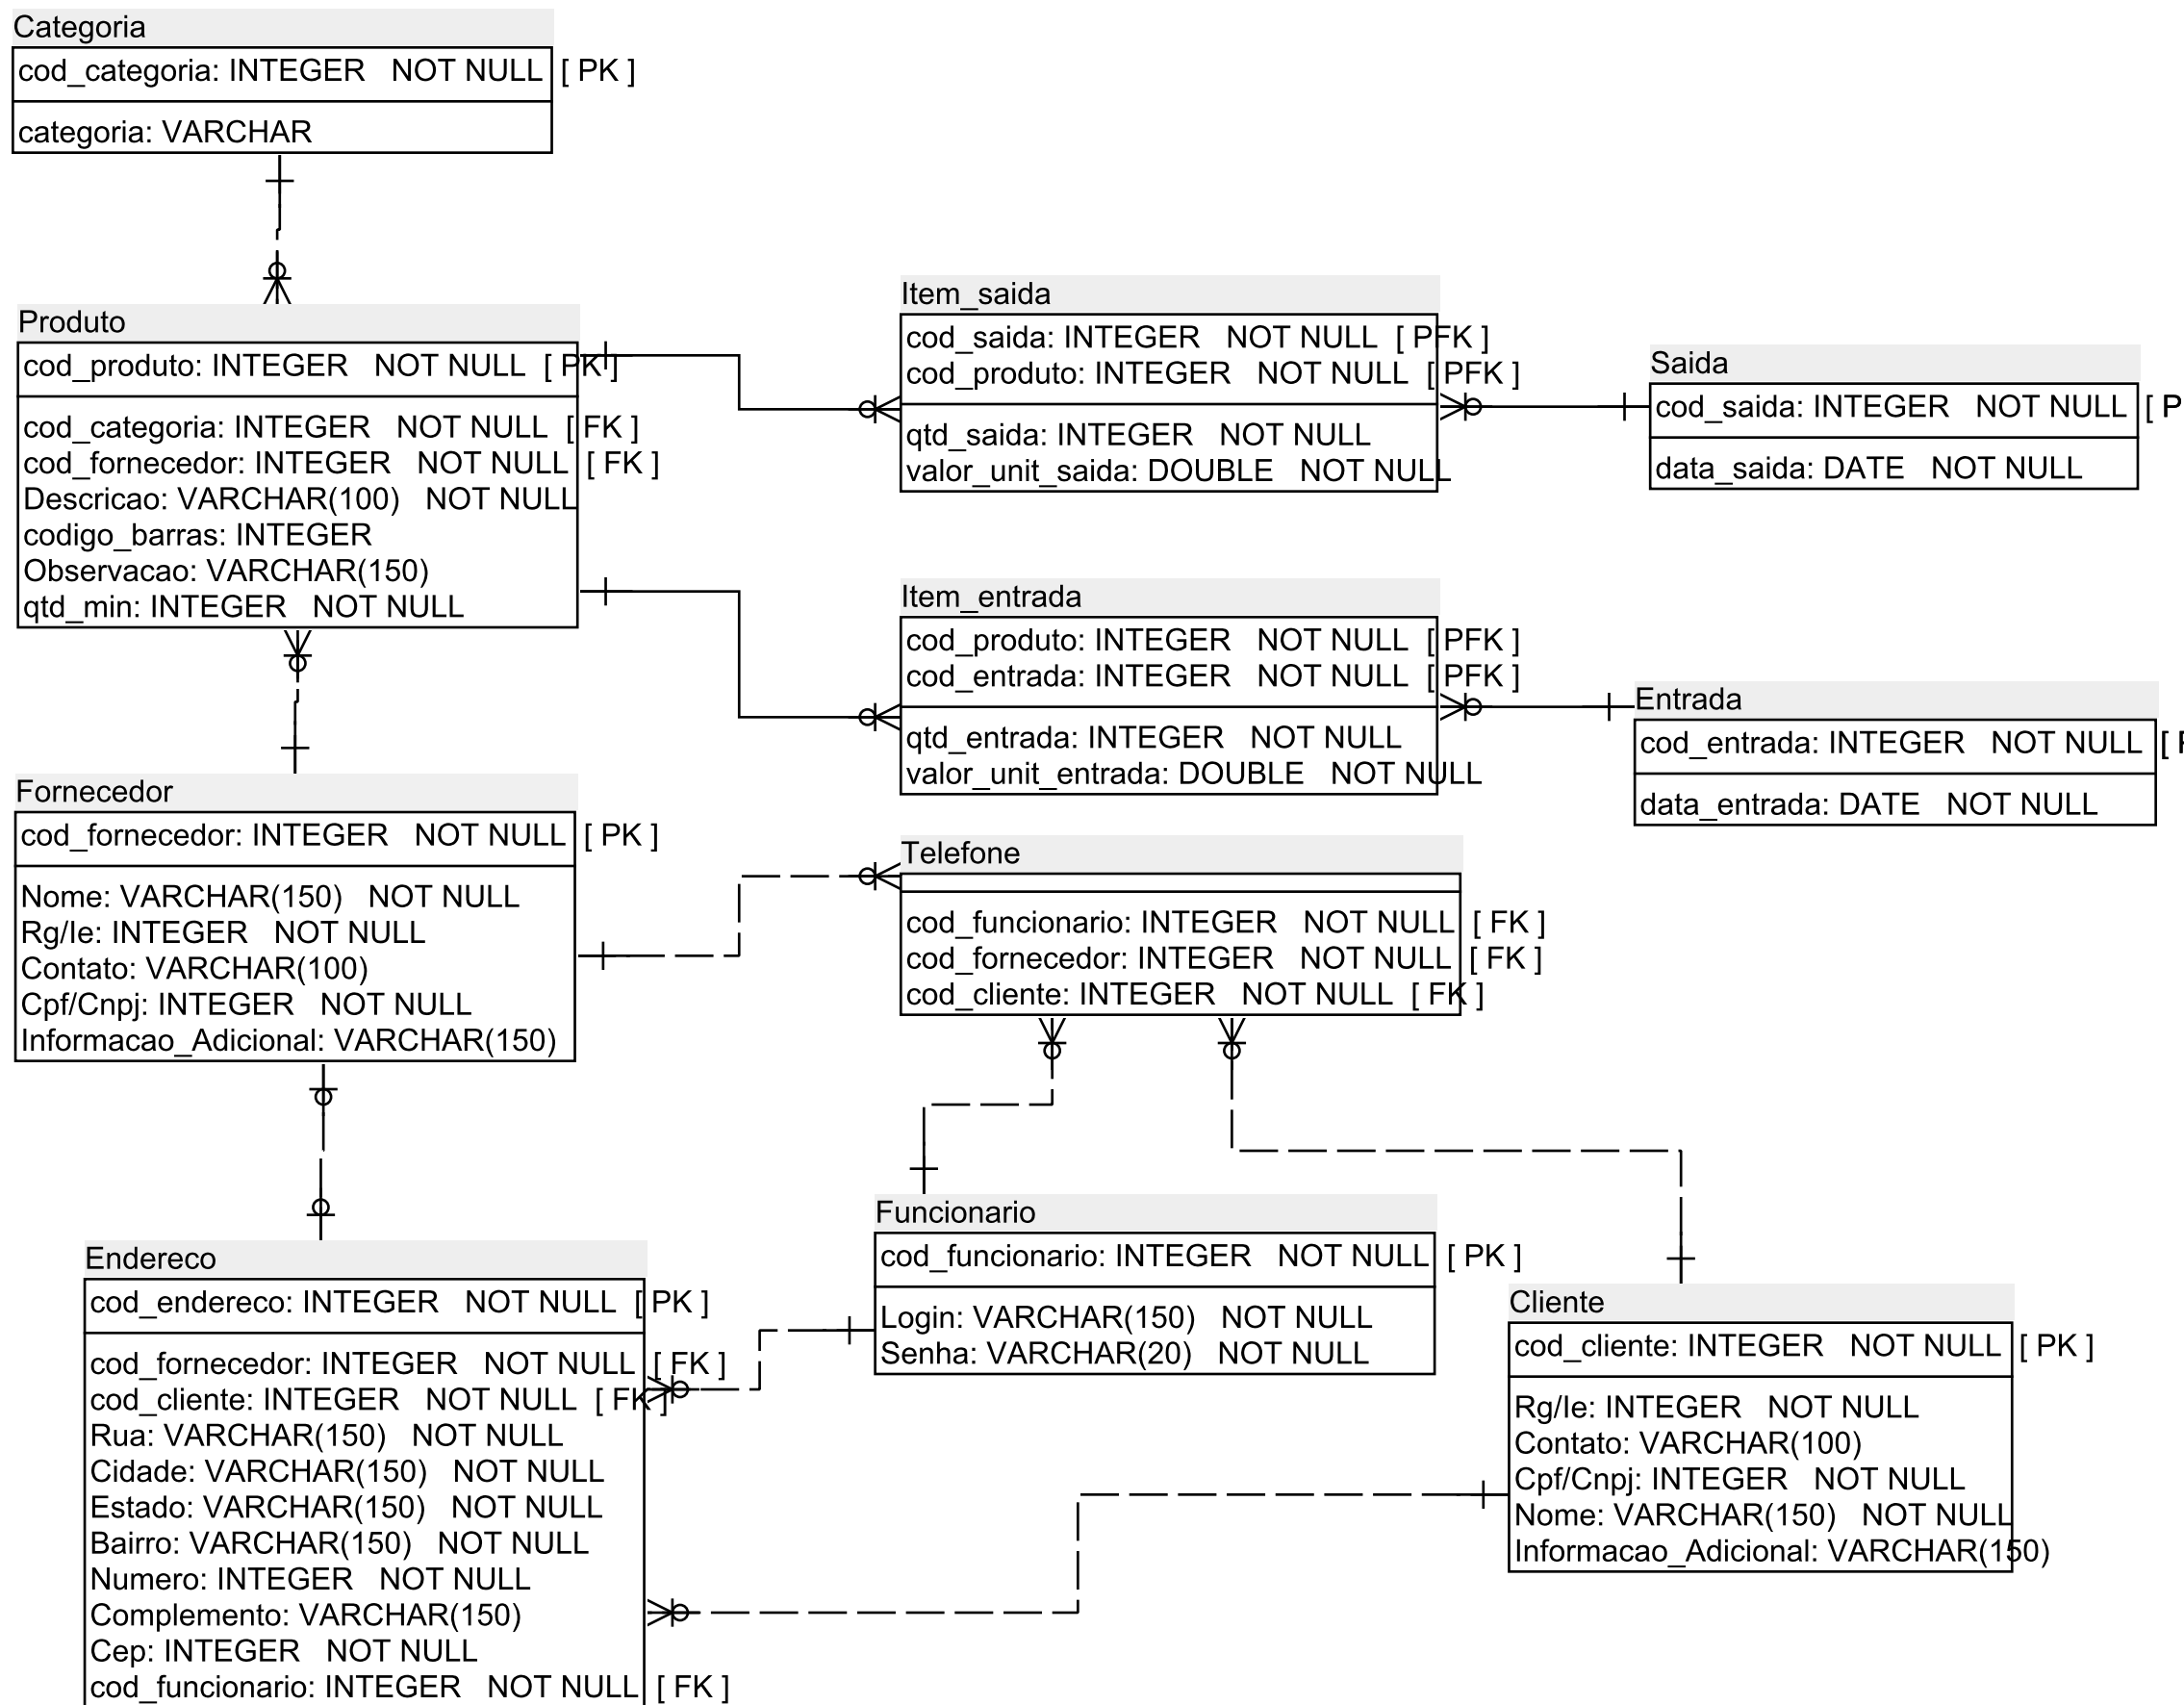 Categoria
cod_categoria: INTEGER NOT NULL [ PK ]
categoria: VARCHAR
Produto
cod_produto: INTEGER NOT NULL [ PK ]
cod_categoria: INTEGER NOT NULL [ FK ]
cod_fornecedor: INTEGER NOT NULL [ FK ]
Descricao: VARCHAR(100) NOT NULL
codigo_barras: INTEGER
Observacao: VARCHAR(150)
qtd_min: INTEGER NOT NULL
Item_saida
cod_saida: INTEGER NOT NULL [ PFK ]
cod_produto: INTEGER NOT NULL [ PFK ]
qtd_saida: INTEGER NOT NULL
valor_unit_saida: DOUBLE NOT NULL
Saida
cod_saida: INTEGER NOT NULL [ P
data_saida: DATE NOT NULL
Item_entrada
cod_produto: INTEGER NOT NULL [ PFK ]
cod_entrada: INTEGER NOT NULL [ PFK ]
qtd_entrada: INTEGER NOT NULL
valor_unit_entrada: DOUBLE NOT NULL
Entrada
cod_entrada: INTEGER NOT NULL [
data_entrada: DATE NOT NULL
Fornecedor
cod_fornecedor: INTEGER NOT NULL [ PK ]
Nome: VARCHAR(150) NOT NULL
Rg/Ie: INTEGER NOT NULL
Contato: VARCHAR(100)
Cpf/Cnpj: INTEGER NOT NULL
Informacao_Adicional: VARCHAR(150)
Telefone
cod_funcionario: INTEGER NOT NULL [ FK ]
cod_fornecedor: INTEGER NOT NULL [ FK ]
cod_cliente: INTEGER NOT NULL [ FK ]
Funcionario
cod_funcionario: INTEGER NOT NULL [ PK ]
Login: VARCHAR(150) NOT NULL
Senha: VARCHAR(20) NOT NULL
Cliente
cod_cliente: INTEGER NOT NULL [ PK ]
Rg/Ie: INTEGER NOT NULL
Contato: VARCHAR(100)
Cpf/Cnpj: INTEGER NOT NULL
Nome: VARCHAR(150) NOT NULL
Informacao_Adicional: VARCHAR(150)
Endereco
cod_endereco: INTEGER NOT NULL [ PK ]
cod_fornecedor: INTEGER NOT NULL [ FK ]
cod_cliente: INTEGER NOT NULL [ FK ]
Rua: VARCHAR(150) NOT NULL
Cidade: VARCHAR(150) NOT NULL
Estado: VARCHAR(150) NOT NULL
Bairro: VARCHAR(150) NOT NULL
Numero: INTEGER NOT NULL
Complemento: VARCHAR(150)
Cep: INTEGER NOT NULL
cod_funcionario: INTEGER NOT NULL [ FK ]